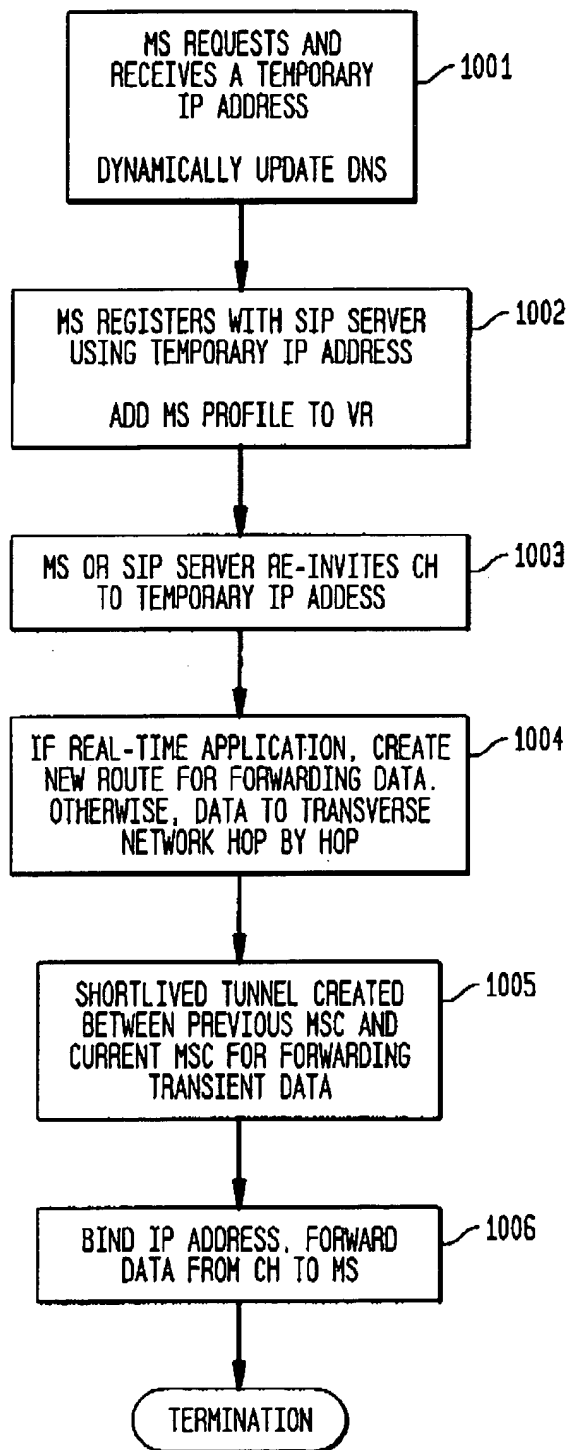 MS REQUESTS AND
RECEIVES A TEMPORARY
IP ADDRESS
DYNAMICALLY UPDATE DNS
1001
MS REGISTERS WITH SIP SERVER
USING TEMPORARY IP ADDRESS
ADD MS PROFILE TO VR
1002
MS OR SIP SERVER RE-INVITES CH
TO TEMPORARY IP ADDESS
1003
IF REAL-TIME APPLICATION, CREATE
NEW ROUTE FOR FORWARDING DATA.
OTHERWISE, DATA TO TRANSVERSE
NETWORK HOP BY HOP
1004
SHORTLIVED TUNNEL CREATED
BETWEEN PREVIOUS MSC AND
CURRENT MSC FOR FORWARDING
TRANSIENT DATA
1005
BIND IP ADDRESS, FORWARD
DATA FROM CH TO MS
1006
TERMINATION